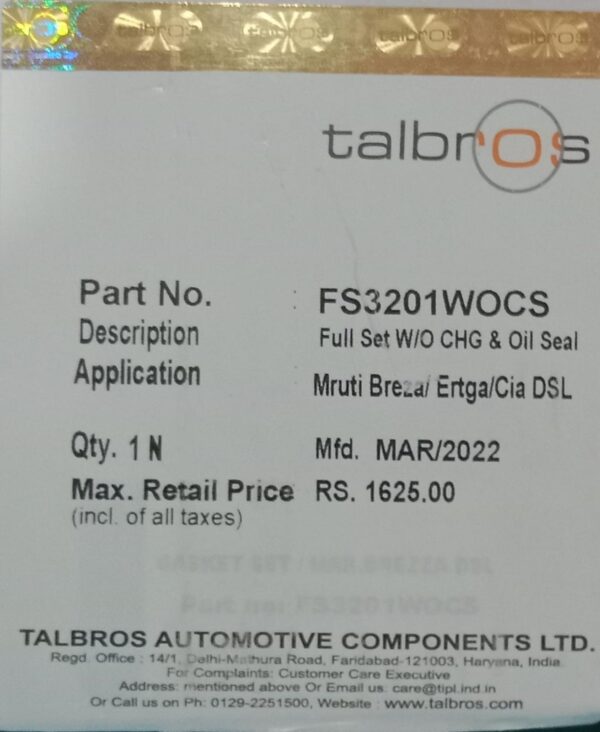 talbros talbros talbros talbros
talbros
Part No. : FS3201WOCS
Description Full Set W/O CHG & Oil Seal
Application Mruti Breza/ Ertga/Cia DSL
Qty. 1 N Mfd. MAR/2022
Max. Retail Price RS. 1625.00
(incl. of all taxes)
GASKET SET / MAR.BREZZA DSL
Part no: FS3201WOCS
TALBROS AUTOMOTIVE COMPONENTS LTD.
Regd. Office : 14/1, Delhi-Mathura Road, Faridabad-121003, Haryana, India.
For Complaints: Customer Care Executive
Address: mentioned above Or Email us: care@tipl.ind.in
Or Call us on Ph: 0129-2251500, Website : www.talbros.com